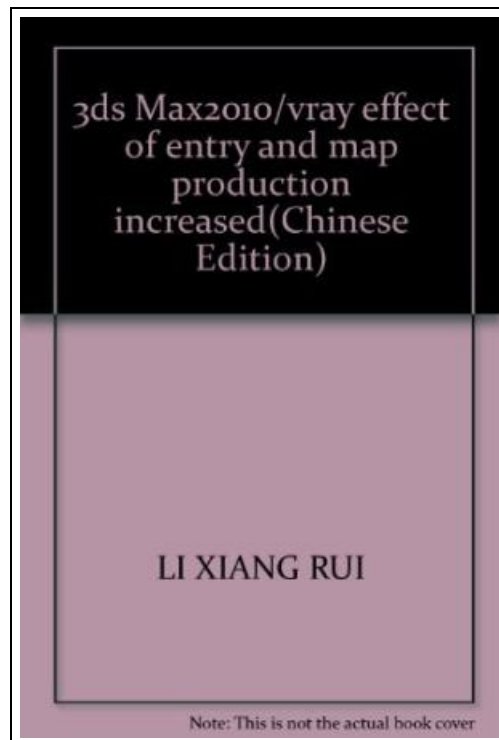 3ds Max2010/vray effect
of entry and map
production
increased(Chinese
Edition)
LI XIANG RUI
Note: This is not the actual book cover